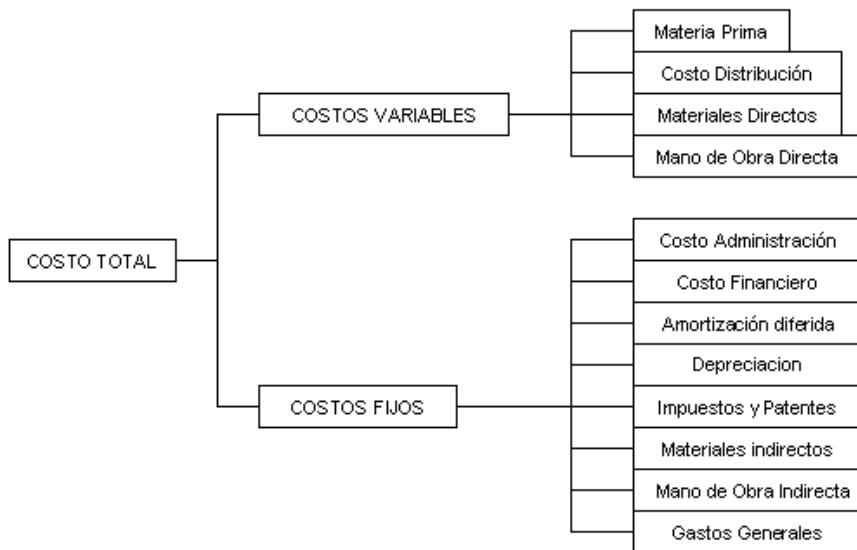 COSTO TOTAL
COSTOS VARIABLES
Materia Prima
Costo Distribución
Materiales Directos
Mano de Obra Directa
COSTOS FIJOS
Costo Administración
Costo Financiero
Amortización diferida
Depreciacion
Impuestos y Patentes
Materiales indirectos
Mano de Obra Indirecta
Gastos Generales